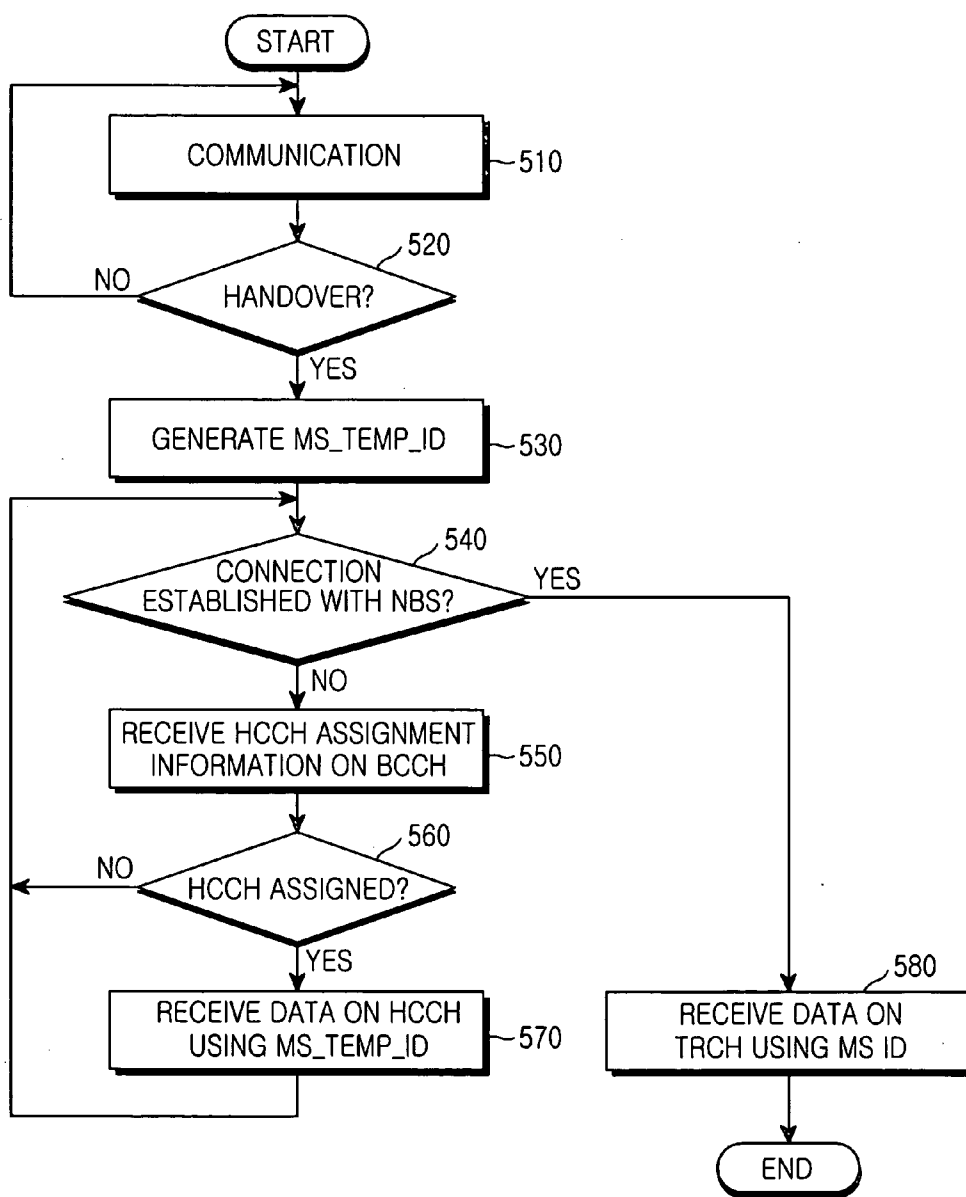 START
COMMUNICATION
510
520
NO
HANDOVER?
YES
GENERATE MS_TEMP_ID
530
540
CONNECTION
ESTABLISHED WITH NBS?
YES
NO
RECEIVE HCCH ASSIGNMENT
INFORMATION ON BCCH
550
560
NO
HCCH ASSIGNED?
YES
RECEIVE DATA ON HCCH
USING MS_TEMP_ID
570
580
RECEIVE DATA ON
TRCH USING MS ID
END